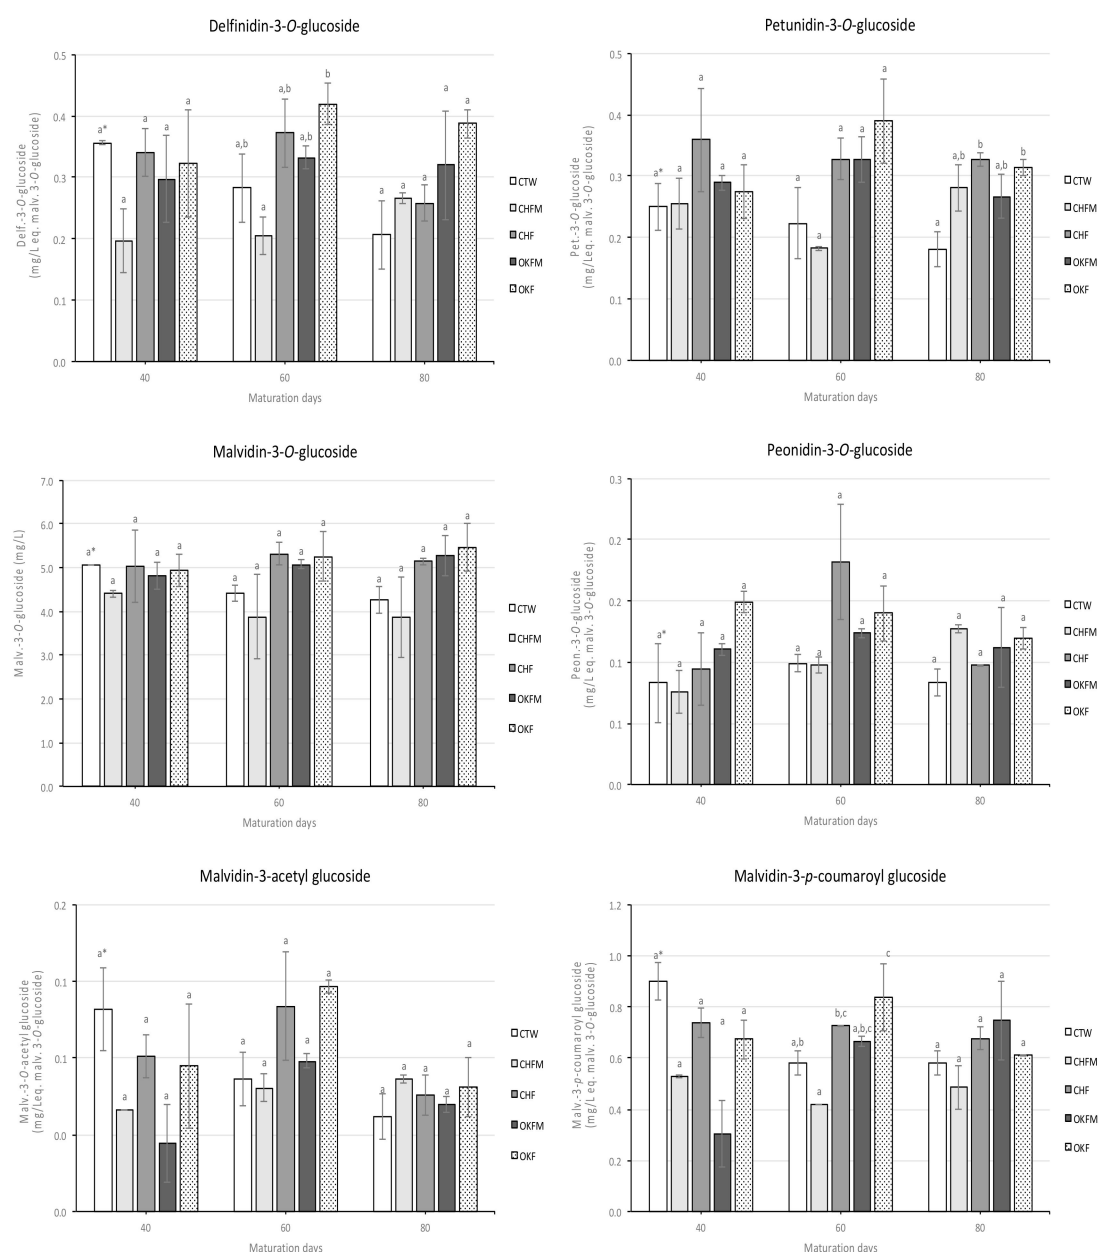 Delfinidin-3-O-glucoside
Delf.-3-O-glucoside
(mg/L eq. malv. 3-O-glucoside)
0.5
0.4
0.3
0.2
0.1
0.0
a*
a
a
a
a
a,b
a
a,b
a,b
b
a
a
a
a
a
40
60
80
Maturation days
CTW
CHFM
CHF
OKFM
OKF
Petunidin-3-O-glucoside
Pet.-3-O-glucoside
(mg/Leq. malv. 3-O-glucoside)
0.5
0.4
0.3
0.2
0.1
0.0
a*
a
a
a
a
a
a
a
a
a
a
a,b
b
a,b
b
40
60
80
Maturation days
CTW
CHFM
CHF
OKFM
OKF
Malvidin-3-O-glucoside
Malv.-3-O-glucoside (mg/L)
7.0
6.0
5.0
4.0
3.0
2.0
1.0
0.0
a*
a
a
a
a
a
a
a
a
a
a
a
a
a
a
40
60
80
Maturation days
CTW
CHFM
CHF
OKFM
OKF
Peonidin-3-O-glucoside
Peon.-3-O-glucoside
(mg/L eq. malv. 3-O-glucoside)
0.3
0.2
0.2
0.1
0.1
0.0
a*
a
a
a
a
a
a
a
a
a
a
a
a
a
a
40
60
80
Maturation days
CTW
CHFM
CHF
OKFM
OKF
Malvidin-3-acetyl glucoside
Malv.-3-O-acetyl glucoside
(mg/Leq. malv. 3-O-glucoside)
0.2
0.1
0.1
0.0
0.0
a*
a
a
a
a
a
a
a
a
a
a
a
a
a
a
40
60
80
Maturation days
CTW
CHFM
CHF
OKFM
OKF
Malvidin-3-p-coumaroyl glucoside
Malv.-3-p-coumaroyl glucoside
(mg/Leq. malv. 3-O-glucoside)
1.2
1.0
0.8
0.6
0.4
0.2
0.0
a*
a
a
a
a
a,b
a
b,c
a,b,c
c
a
a
a
a
a
40
60
80
Maturation days
CTW
CHFM
CHF
OKFM
OKF